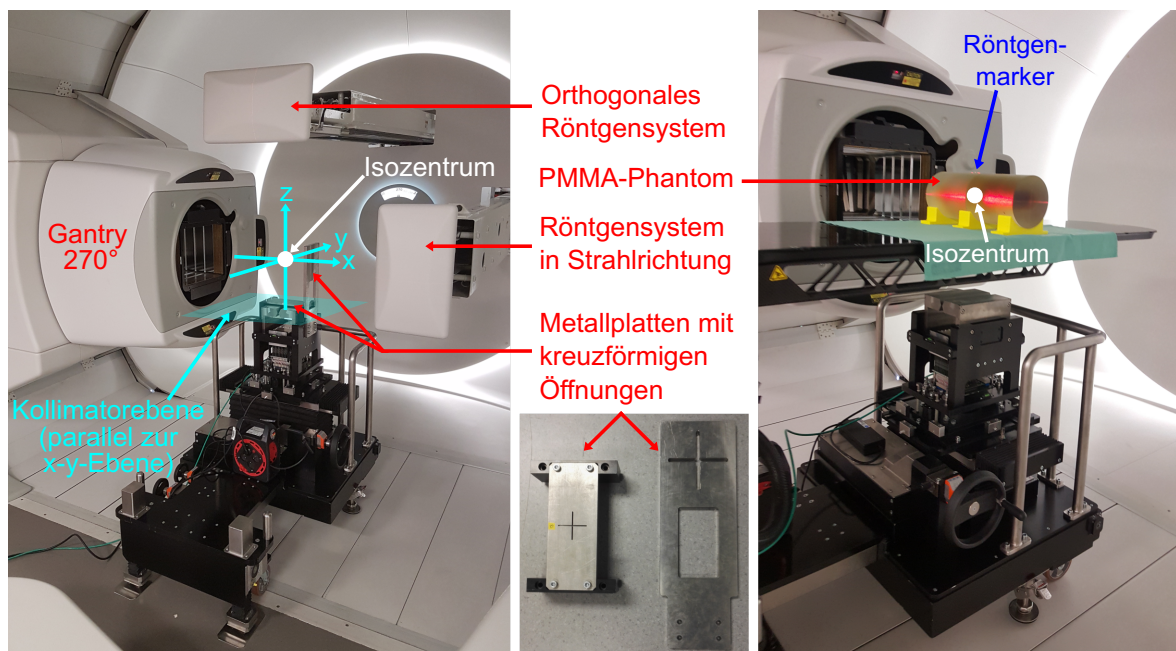 Orthogonales
Röntgensystem
Isozentrum
z
y
x
Gantry
270°
Röntgensystem
in Strahlrichtung
Metallplatten mit
kreuzförmigen
Öffnungen
Kollimatorebene
(parallel zur
x-y-Ebene)
Röntgen-
marker
PMMA-Phantom
Isozentrum